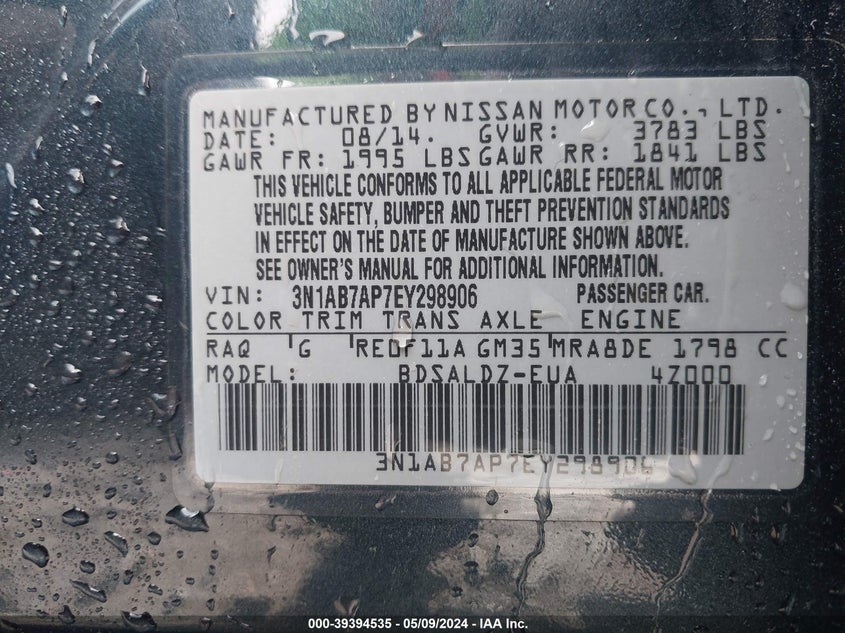 MANUFACTURED BY NISSAN MOTOR CO., LTD.
DATE: 08/14. GVWR: 3783 LBS
GAWR FR: 1995 LBS GAWR RR: 1841 LBS
THIS VEHICLE CONFORMS TO ALL APPLICABLE FEDERAL MOTOR
VEHICLE SAFETY, BUMPER AND THEFT PREVENTION STANDARDS
IN EFFECT ON THE DATE OF MANUFACTURE SHOWN ABOVE.
SEE OWNER'S MANUAL FOR ADDITIONAL INFORMATION.
VIN: 3N1AB7AP7EY298906 PASSENGER CAR.
COLOR TRIM TRANS AXLE ENGINE
RAQ G RE0F11A GM35 MRA8DE 1798 CC
MODEL: BDSALDZ-EUA 4Z000
3N1AB7AP7EY298906
000-39394535 - 05/09/2024 - IAA Inc.